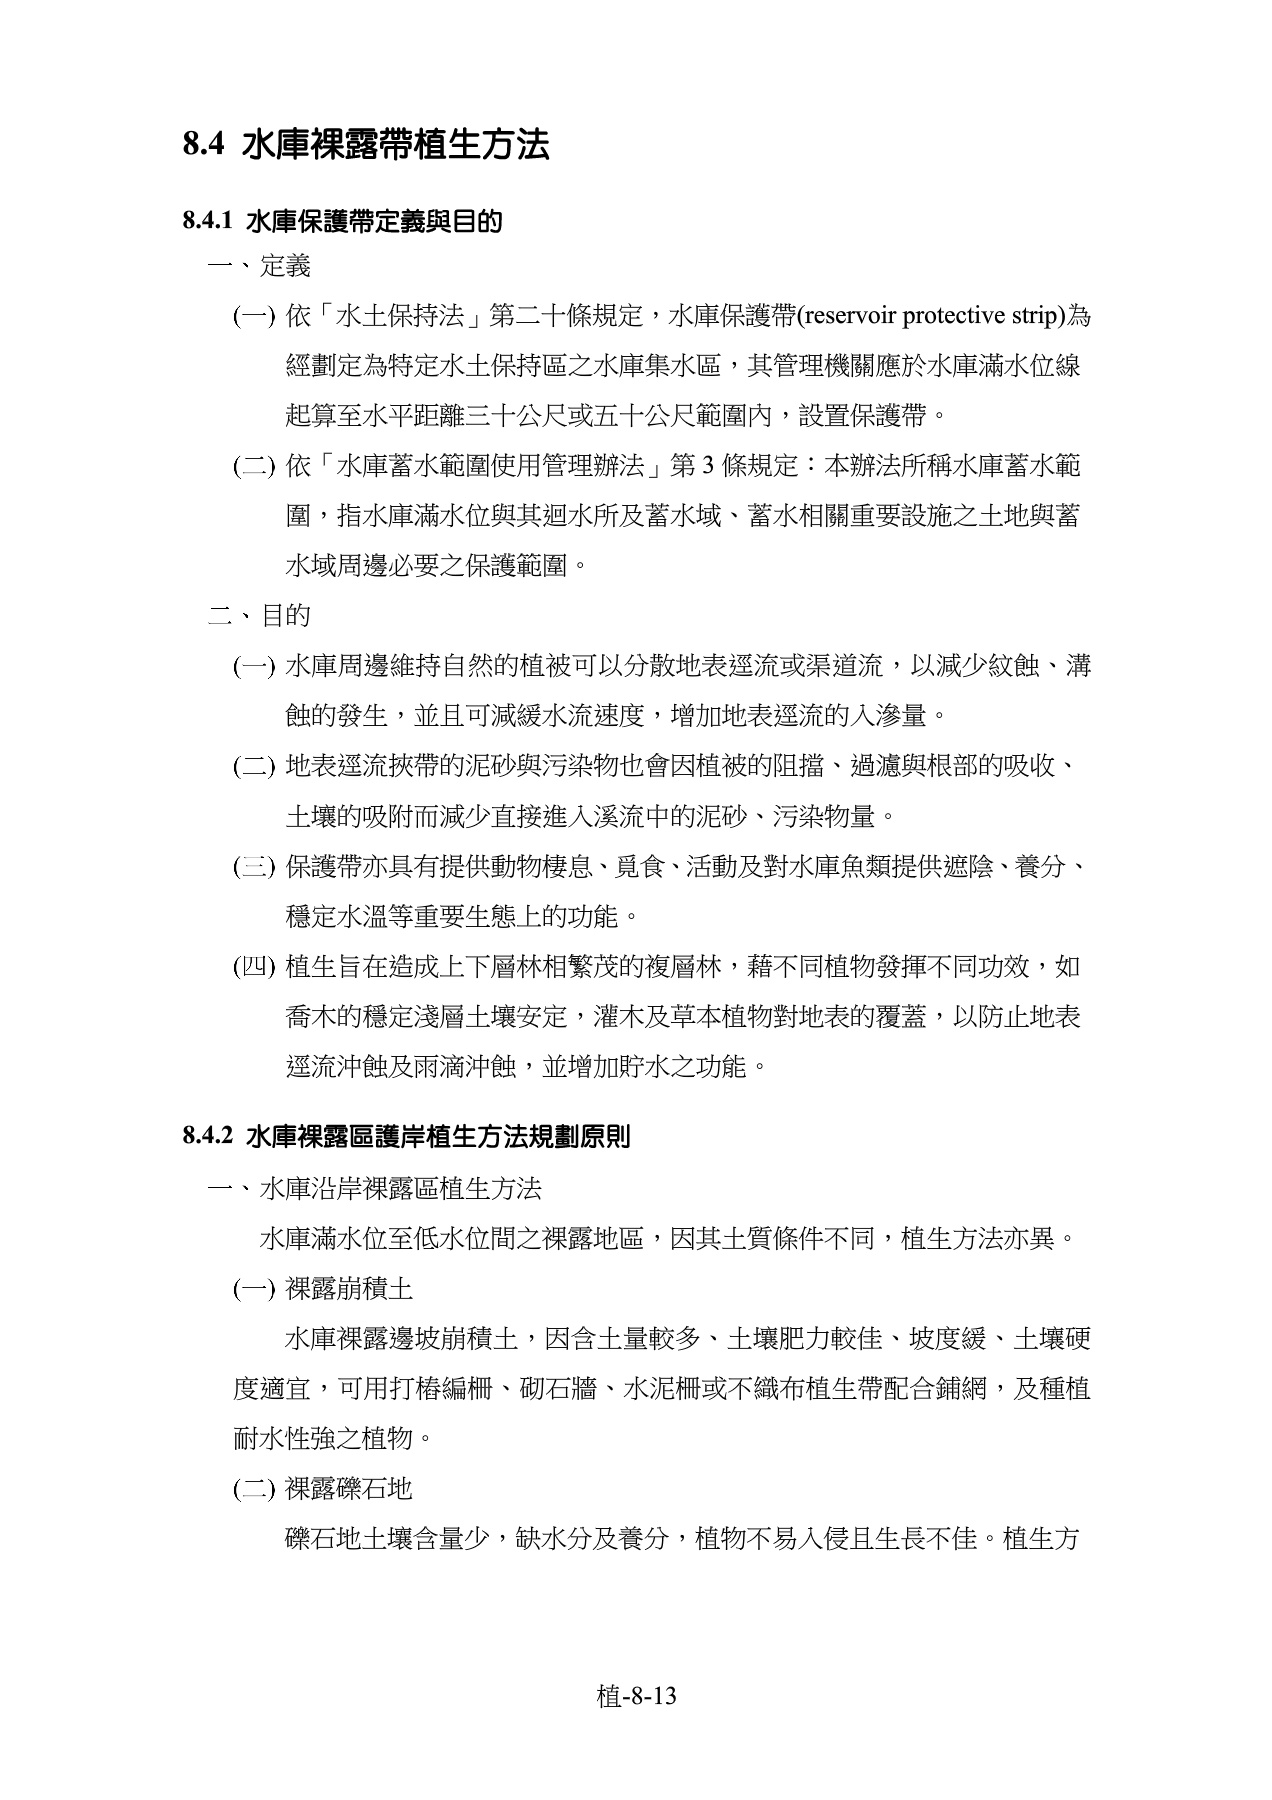 8.4 水庫裸露帶植生方法
8.4.1 水庫保護帶定義與目的
一、定義
(一) 依「水土保持法」第二十條規定，水庫保護帶(reservoir protective strip)為
經劃定為特定水土保持區之水庫集水區，其管理機關應於水庫滿水位線
起算至水平距離三十公尺或五十公尺範圍內，設置保護帶。
(二) 依「水庫蓄水範圍使用管理辦法」第 3 條規定：本辦法所稱水庫蓄水範
圍，指水庫滿水位與其迴水所及蓄水域、蓄水相關重要設施之土地與蓄
水域周邊必要之保護範圍。
二、目的
(一) 水庫周邊維持自然的植被可以分散地表逕流或渠道流，以減少紋蝕、溝
蝕的發生，並且可減緩水流速度，增加地表逕流的入滲量。
(二) 地表逕流挾帶的泥砂與污染物也會因植被的阻擋、過濾與根部的吸收、
土壤的吸附而減少直接進入溪流中的泥砂、污染物量。
(三) 保護帶亦具有提供動物棲息、覓食、活動及對水庫魚類提供遮陰、養分、
穩定水溫等重要生態上的功能。
(四) 植生旨在造成上下層林相繁茂的複層林，藉不同植物發揮不同功效，如
喬木的穩定淺層土壤安定，灌木及草本植物對地表的覆蓋，以防止地表
逕流沖蝕及雨滴沖蝕，並增加貯水之功能。
8.4.2 水庫裸露區護岸植生方法規劃原則
一、水庫沿岸裸露區植生方法
水庫滿水位至低水位間之裸露地區，因其土質條件不同，植生方法亦異。
(一) 裸露崩積土
水庫裸露邊坡崩積土，因含土量較多、土壤肥力較佳、坡度緩、土壤硬
度適宜，可用打樁編柵、砌石牆、水泥柵或不織布植生帶配合鋪網，及種植
耐水性強之植物。
(二) 裸露礫石地
礫石地土壤含量少，缺水分及養分，植物不易入侵且生長不佳。植生方
植-8-13